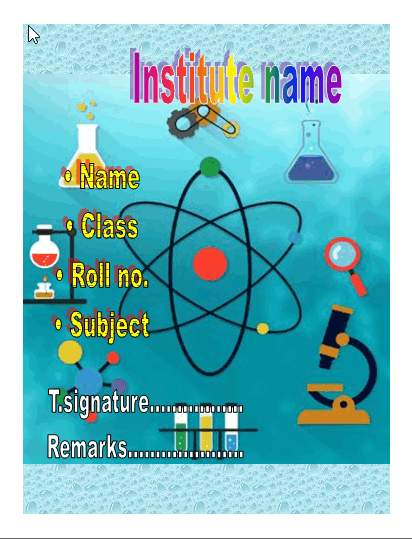 Institute name
• Name
• Class
• Roll no.
• Subject
T.signature.................
Remarks.....................